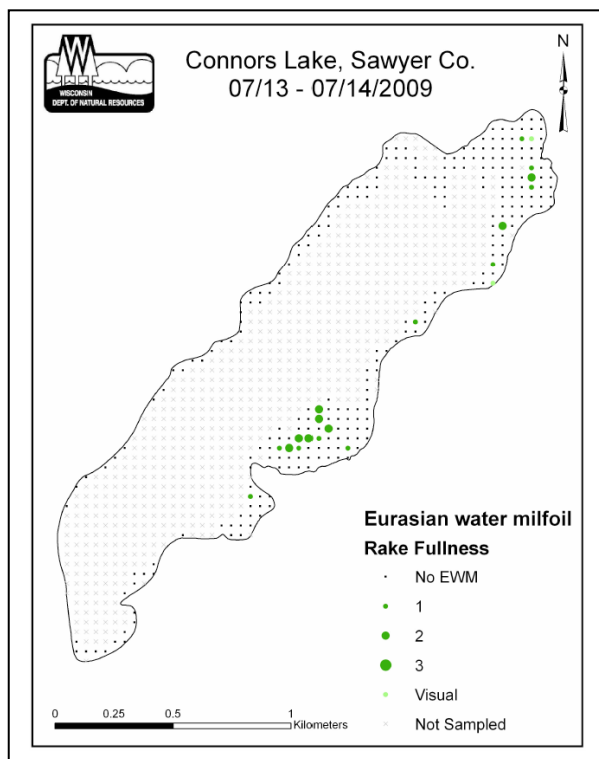 WISCONSIN
DEPT. OF NATURAL RESOURCES
Connors Lake, Sawyer Co.
07/13 - 07/14/2009
N
Eurasian water milfoil
Rake Fullness
No EWM
1
2
3
Visual
Not Sampled
0 0.25 0.5 1
Kilometers